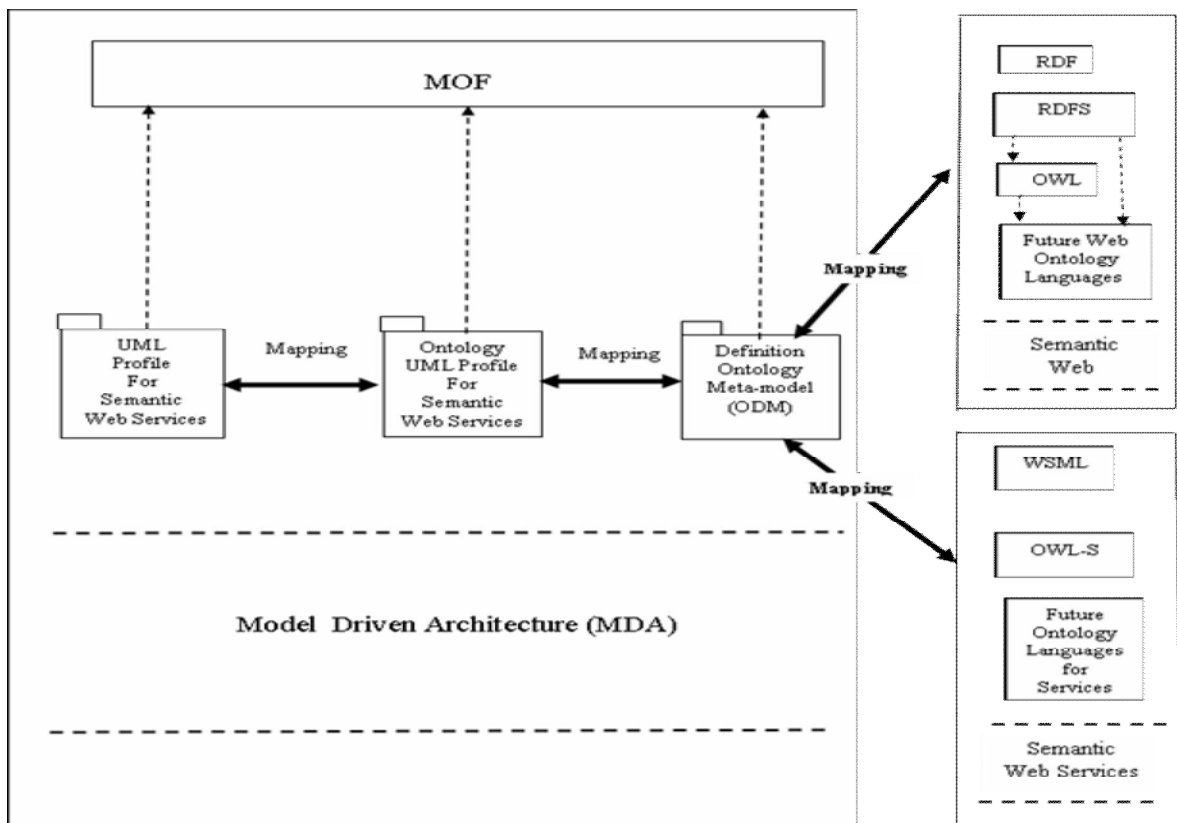 MOF
UML
Profile
For
Semantic
Web Services
Mapping
Ontology
UML Profile
For
Semantic
Web Services
Mapping
Definition
Ontology
Meta-model
(ODM)
Mapping
Mapping
Model Driven Architecture (MDA)
RDF
RDFS
OWL
Future Web
Ontology
Languages
Semantic
Web
WSML
OWL-S
Future
Ontology
Languages
for
Services
Semantic
Web Services